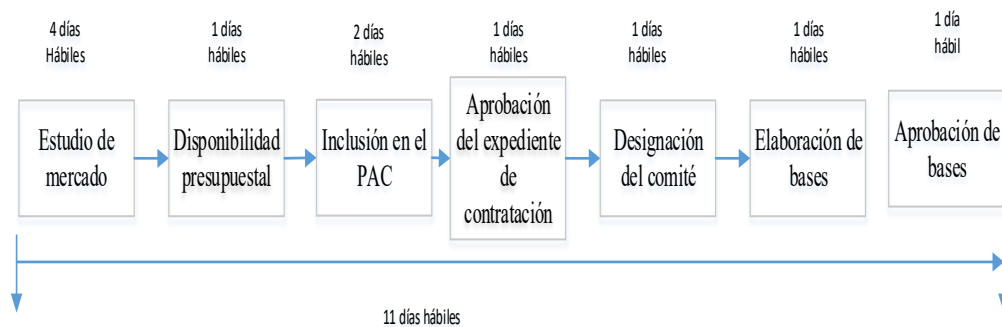 4 días
Hábiles
1 días
hábiles
2 días
hábiles
1 días
hábiles
1 días
hábiles
1 días
hábiles
1 día
hábil
Estudio de
mercado
Disponibilidad
presupuestal
Inclusión en el
PAC
Aprobación
del expediente
de
contratación
Designación
del comité
Elaboración de
bases
Aprobación de
bases
11 días hábiles